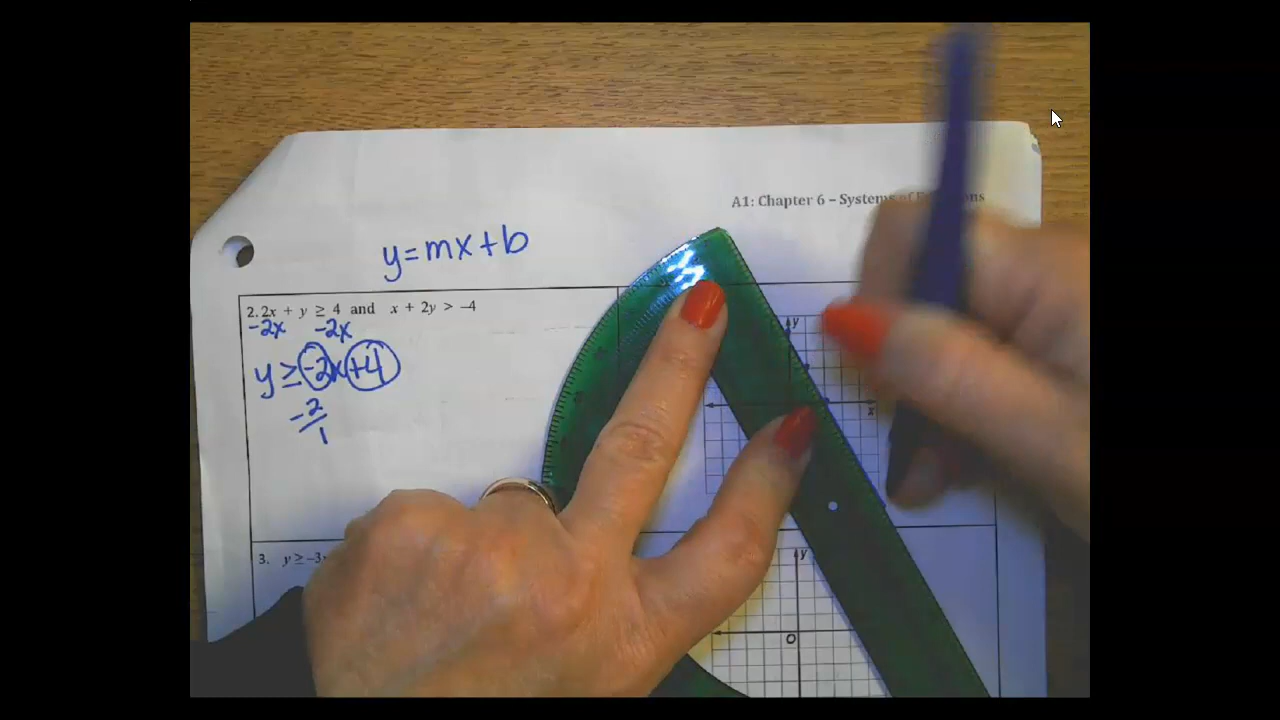 A1: Chapter 6 – Systems of
y=mx+b
2. 2x + y ≥ 4 and x + 2y > -4
-2x -2x
y ≥ -2x +4
-2
1
y
x
3. y ≥ -3
y
O